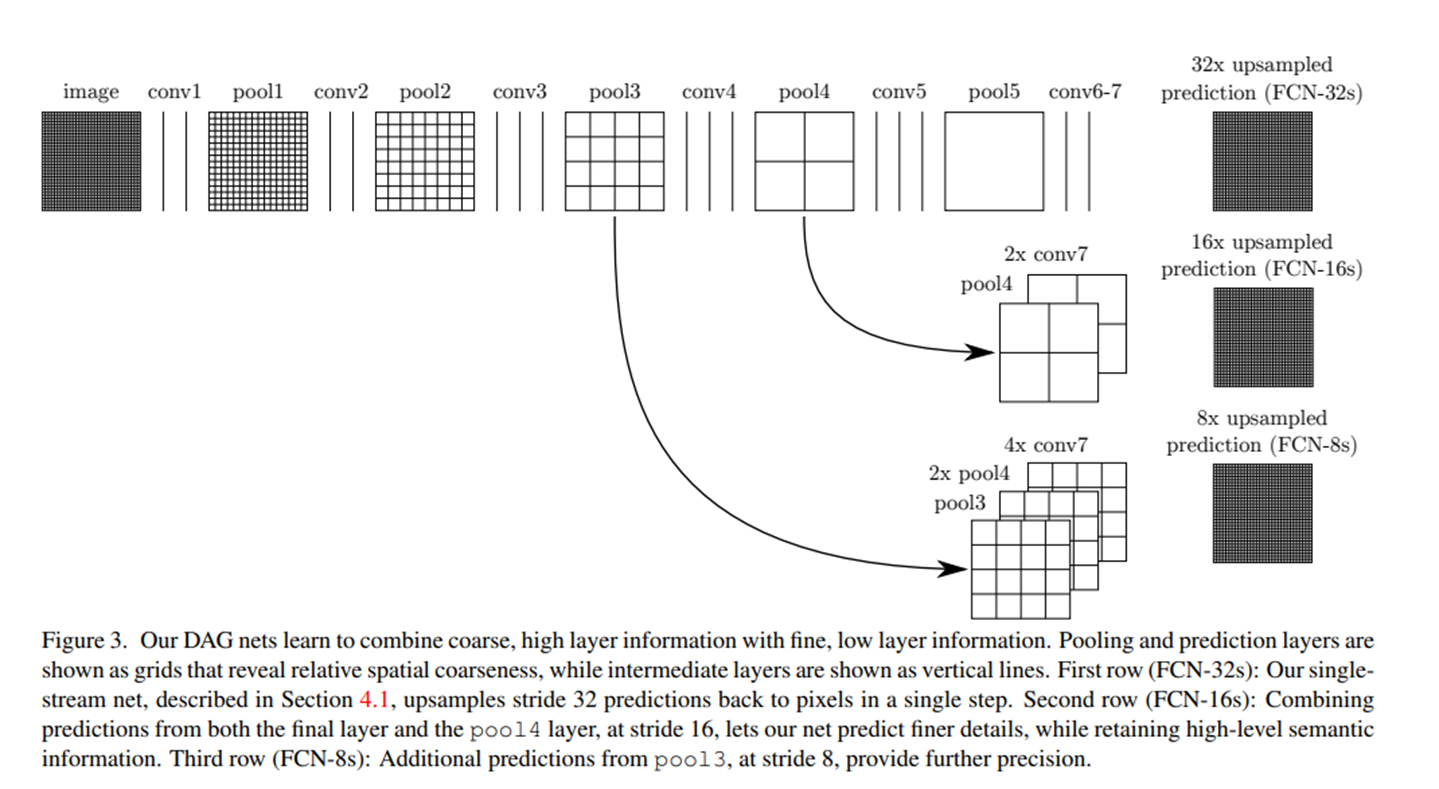 image conv1 pool1 conv2 pool2 conv3 pool3 conv4 pool4 conv5 pool5 conv6-7
32x upsampled
prediction (FCN-32s)
16x upsampled
prediction (FCN-16s)
2x conv7
pool4
8x upsampled
prediction (FCN-8s)
4x conv7
2x pool4
pool3
Figure 3. Our DAG nets learn to combine coarse, high layer information with fine, low layer information. Pooling and prediction layers are
shown as grids that reveal relative spatial coarseness, while intermediate layers are shown as vertical lines. First row (FCN-32s): Our single-
stream net, described in Section 4.1, upsamples stride 32 predictions back to pixels in a single step. Second row (FCN-16s): Combining
predictions from both the final layer and the pool4 layer, at stride 16, lets our net predict finer details, while retaining high-level semantic
information. Third row (FCN-8s): Additional predictions from pool3, at stride 8, provide further precision.